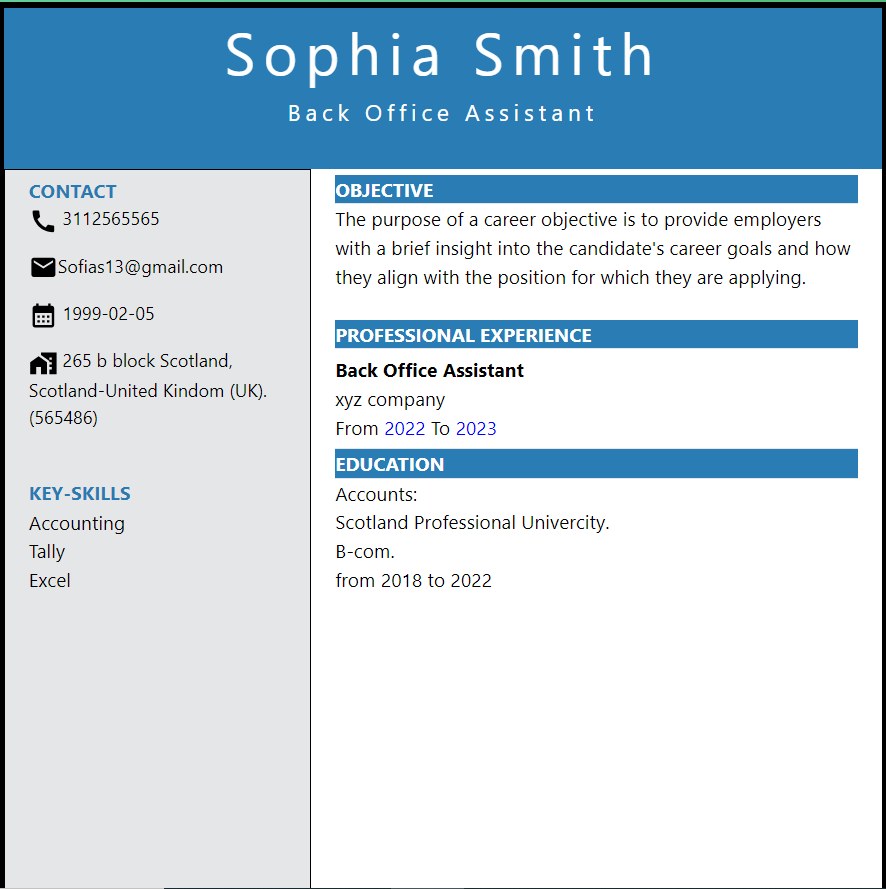 Sophia Smith
Back Office Assistant
CONTACT
3112565565
Sofias13@gmail.com
1999-02-05
265 b block Scotland,
Scotland-United Kindom (UK).
(565486)
KEY-SKILLS
Accounting
Tally
Excel
OBJECTIVE
The purpose of a career objective is to provide employers
with a brief insight into the candidate's career goals and how
they align with the position for which they are applying.
PROFESSIONAL EXPERIENCE
Back Office Assistant
xyz company
From 2022 To 2023
EDUCATION
Accounts:
Scotland Professional Univercity.
B-com.
from 2018 to 2022